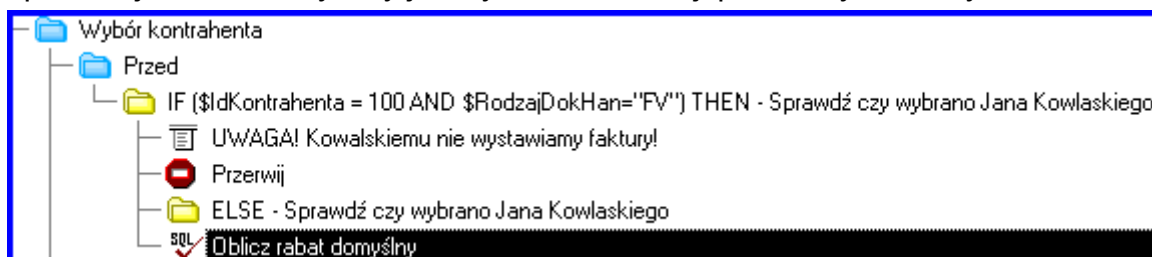 Wybór kontrahenta
Przed
IF ($IdKontrahenta = 100 AND $RodzajDokHan="FV") THEN - Sprawdź czy wybrano Jana Kowlaskiego
UWAGA! Kowalskiemu nie wystawiamy faktury!
Przerwij
ELSE - Sprawdź czy wybrano Jana Kowlaskiego
SQL Oblicz rabat domyślny